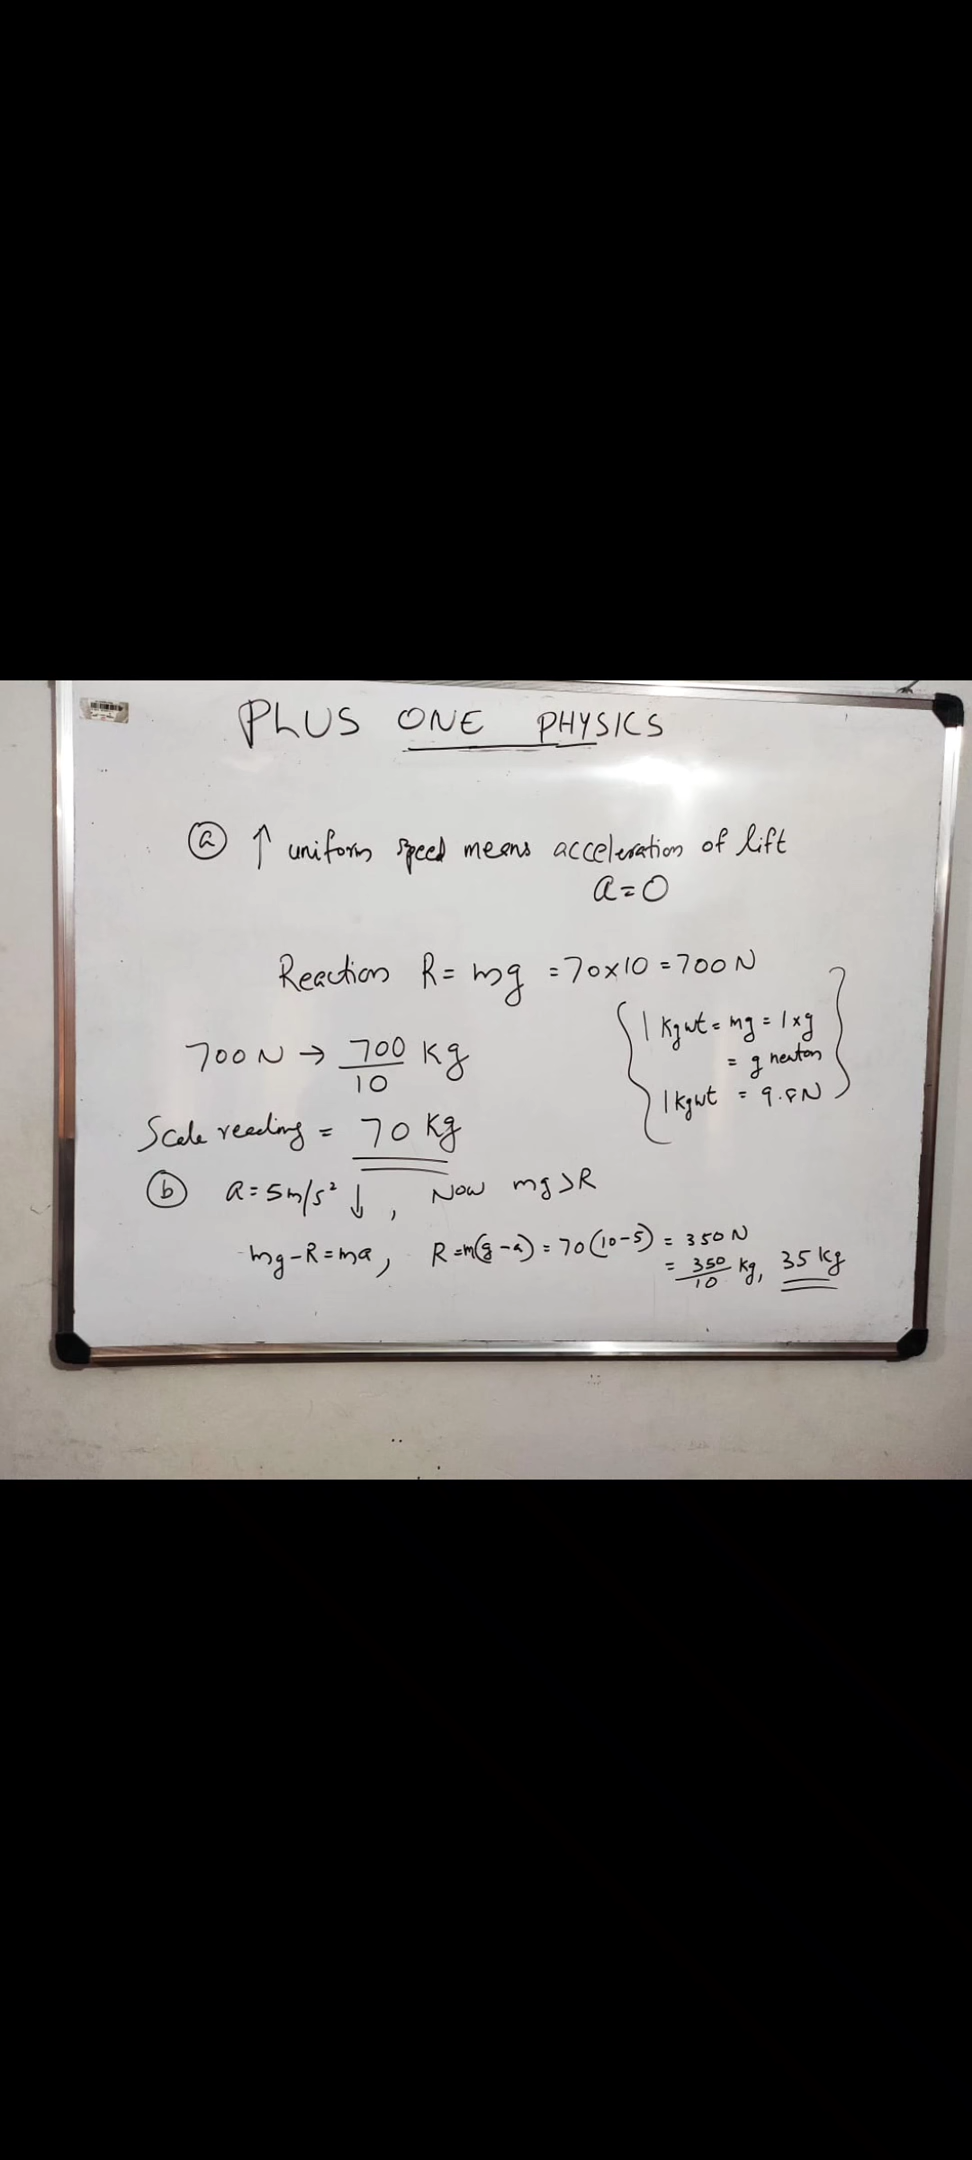 PLUS ONE PHYSICS
(a) ↑ uniform speed means acceleration of lift
a=0
Reaction R = mg = 70×10 = 700 N
{ 1 Kgwt = mg = 1×g
= g newton
1 Kgwt = 9.8N }
700 N → 700/10 Kg
Scale reading = 70 Kg
(b) a = 5m/s² ↓, Now mg>R
mg-R=ma, R=m(g-a) = 70(10-5) = 350 N
= 350/10 kg, 35 kg